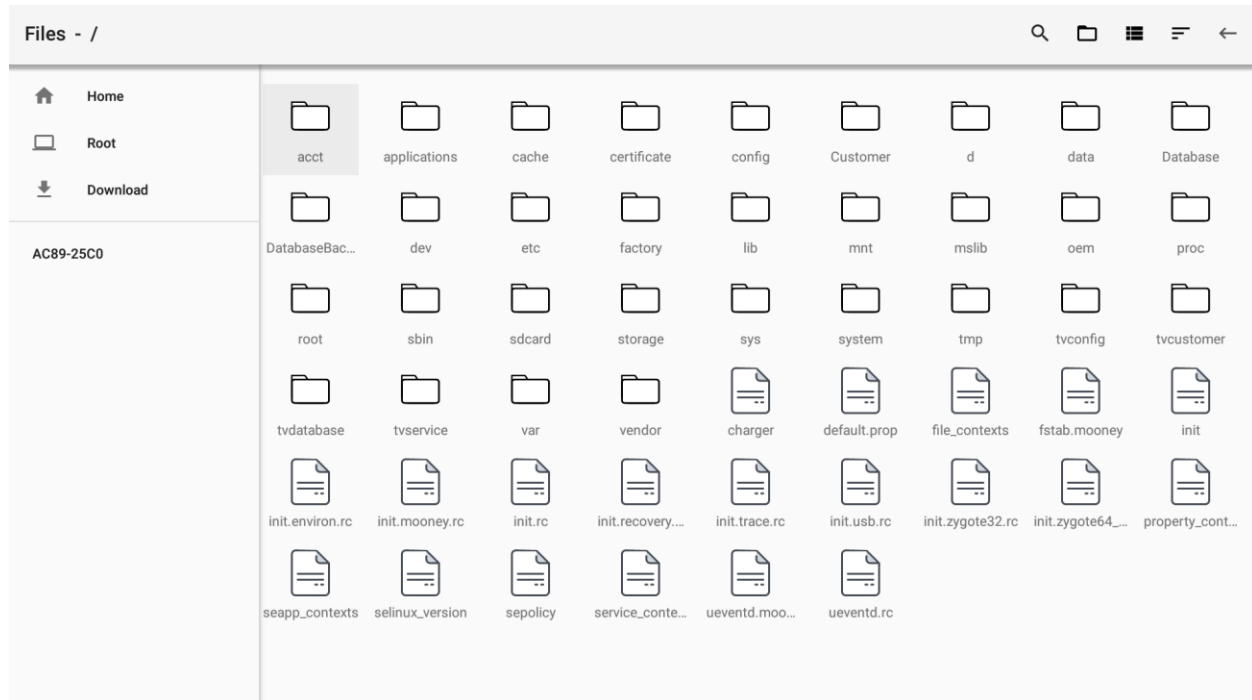 Files - /
Home
Root
Download
AC89-25C0
acct applications cache certificate config Customer d data Database
DatabaseBac... dev etc factory lib mnt mslib oem proc
root sbin sdcard storage sys system tmp tvconfig tvcustomer
tvdatabase tvservice var vendor charger default.prop file_contexts fstab.mooney init
init.environ.rc init.mooney.rc init.rc init.recovery.... init.trace.rc init.usb.rc init.zygote32.rc init.zygote64_... property_cont...
seapp_contexts selinux_version sepolicy service_conte... ueventd.moo... ueventd.rc